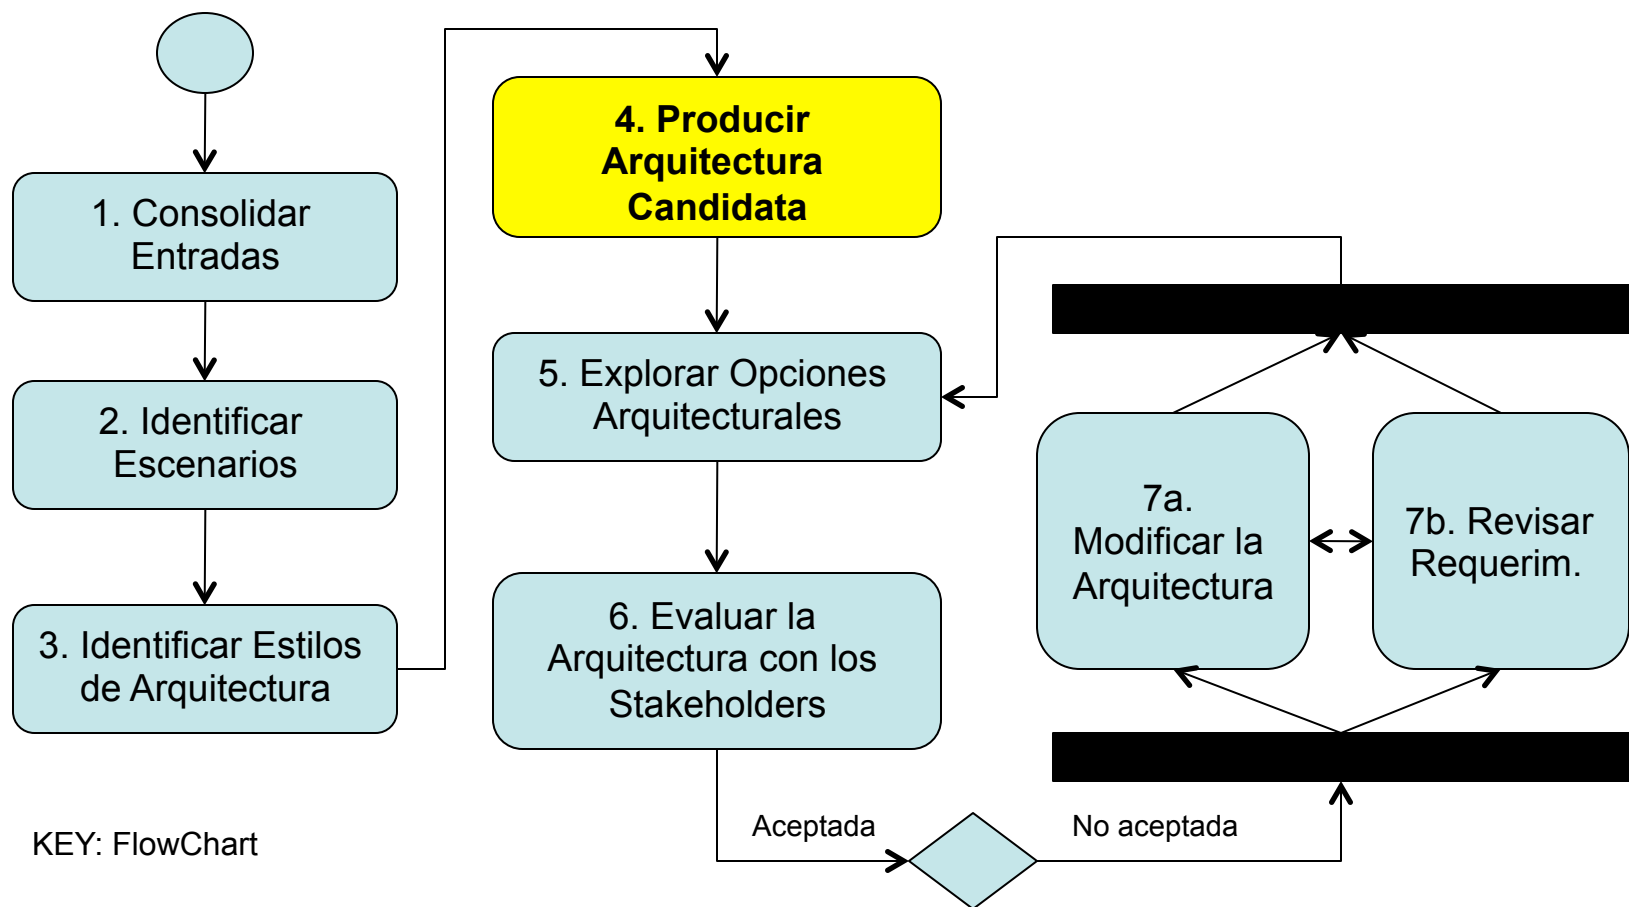 1. Consolidar
Entradas
2. Identificar
Escenarios
3. Identificar Estilos
de Arquitectura
4. Producir
Arquitectura
Candidata
5. Explorar Opciones
Arquitecturales
6. Evaluar la
Arquitectura con los
Stakeholders
Aceptada
No aceptada
7a.
Modificar la
Arquitectura
7b. Revisar
Requerim.
KEY: FlowChart